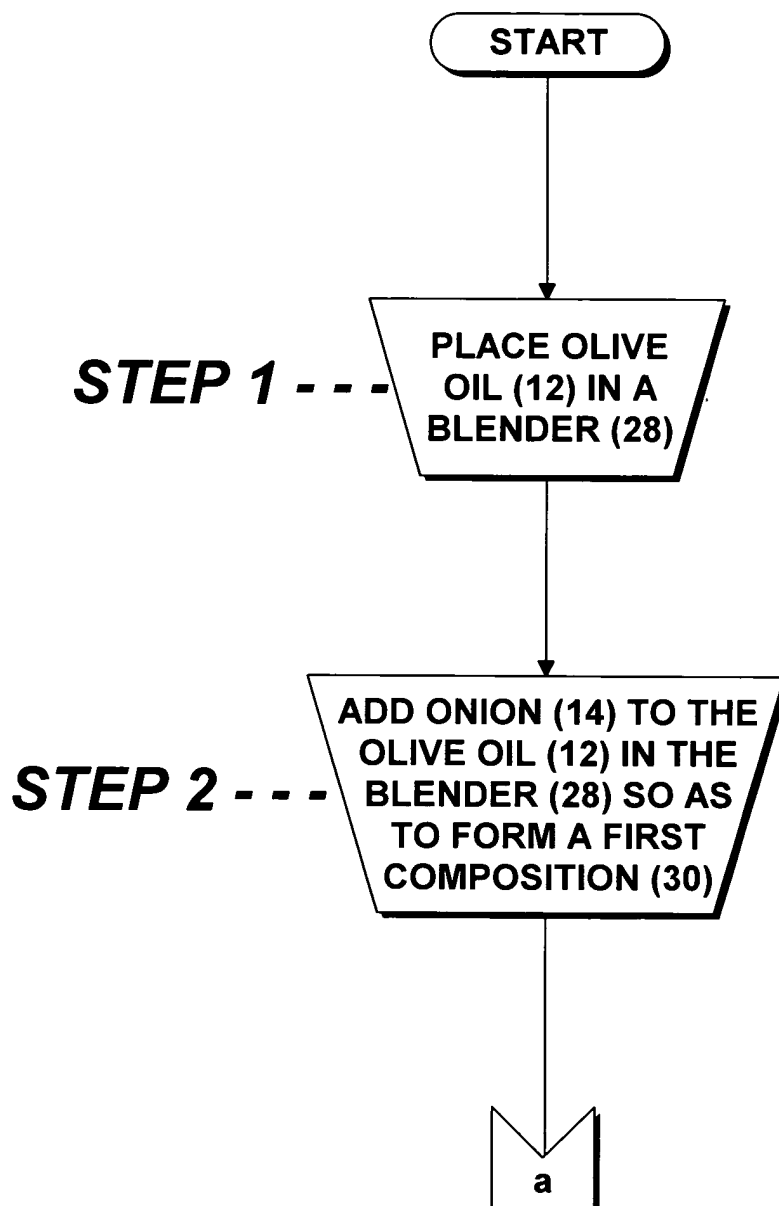 START
STEP 1 - - -
PLACE OLIVE
OIL (12) IN A
BLENDER (28)
STEP 2 - - -
ADD ONION (14) TO THE
OLIVE OIL (12) IN THE
BLENDER (28) SO AS
TO FORM A FIRST
COMPOSITION (30)
a